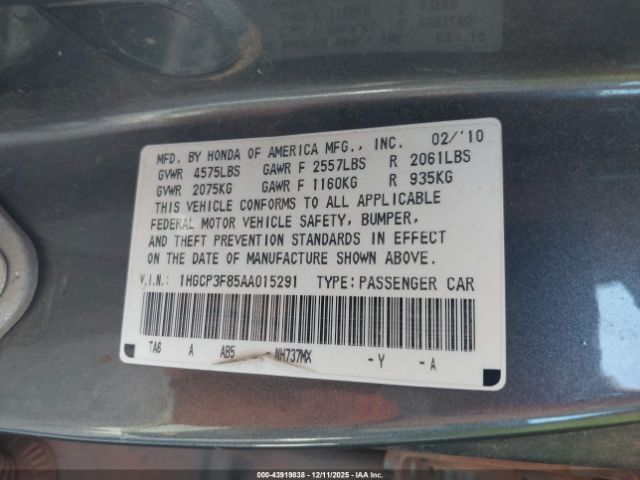 MFD. BY HONDA OF AMERICA MFG., INC. 02/'10
GVWR 4575LBS GAWR F 2557LBS R 2061LBS
GVWR 2075KG GAWR F 1160KG R 935KG
THIS VEHICLE CONFORMS TO ALL APPLICABLE
FEDERAL MOTOR VEHICLE SAFETY, BUMPER,
AND THEFT PREVENTION STANDARDS IN EFFECT
ON THE DATE OF MANUFACTURE SHOWN ABOVE.
V.I.N.: 1HGCP3F85AA015291 TYPE: PASSENGER CAR
TA6 A AB5 NH737MX -Y -A
000-43919838 - 12/11/2025 - IAACT